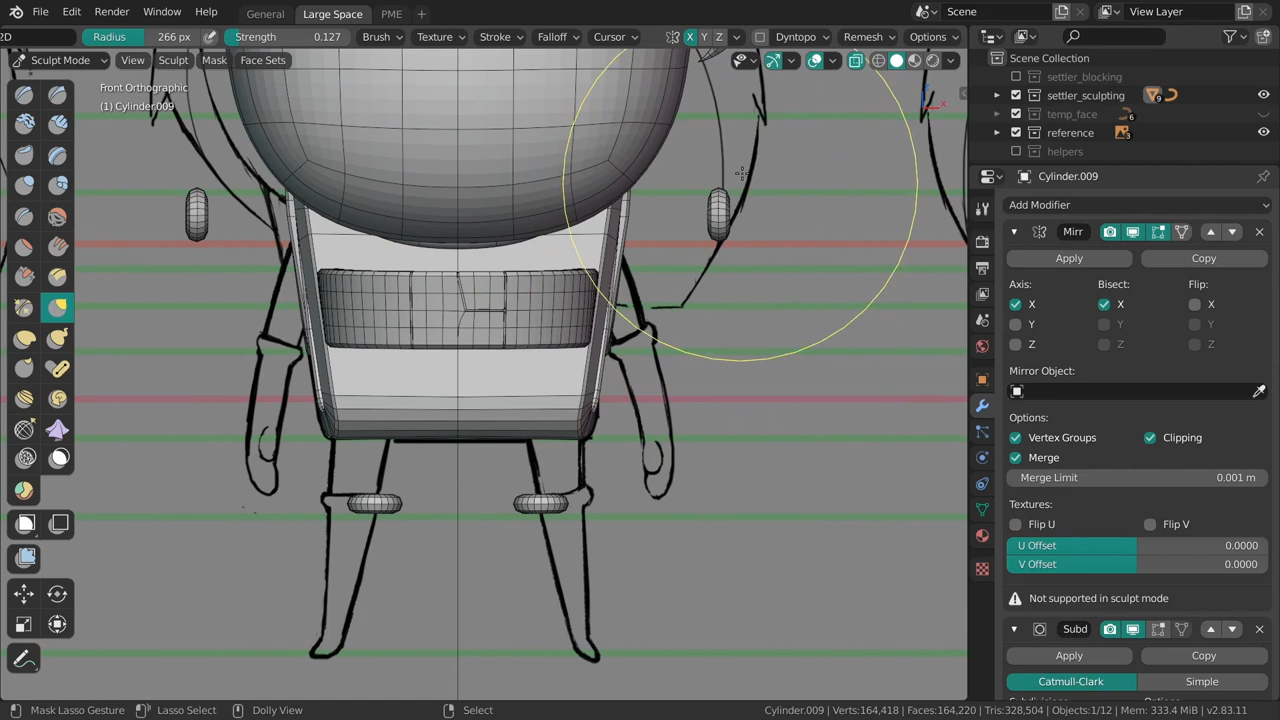 File Edit Render Window Help General Large Space PME + Scene View Layer
2D Radius 266 px Strength 0.127 Brush Texture Stroke Falloff Cursor X Y Z Dyntopo Remesh Options
Sculpt Mode View Sculpt Mask Face Sets
Front Orthographic
(1) Cylinder.009
Scene Collection
settler_blocking
settler_sculpting 9
temp_face 6
reference 3
helpers
Cylinder.009
Add Modifier
Mirr
Apply Copy
Axis: Bisect: Flip:
X X X
Y Y Y
Z Z Z
Mirror Object:
Options:
Vertex Groups Clipping
Merge
Merge Limit 0.001 m
Textures:
Flip U Flip V
U Offset 0.0000
V Offset 0.0000
Not supported in sculpt mode
Subd
Apply Copy
Catmull-Clark Simple
Mask Lasso Gesture Lasso Select Dolly View Select Cylinder.009 | Verts:164,418 | Faces:164,220 | Tris:328,504 | Objects:1/12 | Mem: 333.4 MiB | v2.83.11